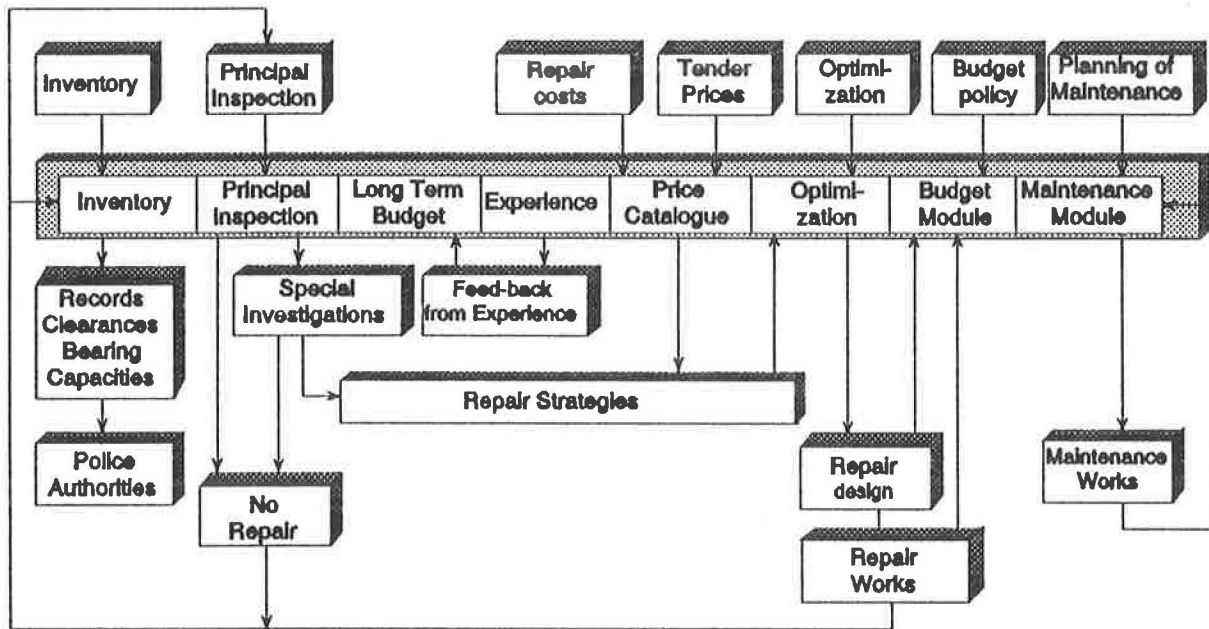 Inventory
Principal
Inspection
Repair
costs
Tender
Prices
Optimi-
zation
Budget
policy
Planning of
Maintenance
Inventory
Principal
Inspection
Long Term
Budget
Experience
Price
Catalogue
Optimi-
zation
Budget
Module
Maintenance
Module
Records
Clearances
Bearing
Capacities
Special
Investigations
Feed-back
from Experience
Repair Strategies
Police
Authorities
No
Repair
Repair
design
Maintenance
Works
Repair
Works